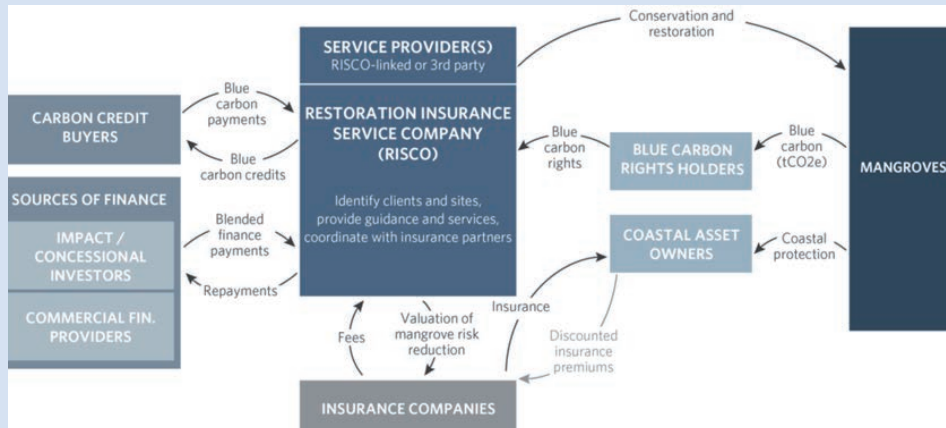 Conservation and
restoration
SERVICE PROVIDER(S)
RISCO-linked or 3rd party
RESTORATION INSURANCE
SERVICE COMPANY
(RISCO)
Identify clients and sites,
provide guidance and services,
coordinate with insurance partners
CARBON CREDIT
BUYERS
Blue
carbon
payments
Blue
carbon credits
SOURCES OF FINANCE
IMPACT /
CONCESSIONAL
INVESTORS
COMMERCIAL FIN.
PROVIDERS
Blended
finance
payments
Repayments
Blue
carbon
rights
BLUE CARBON
RIGHTS HOLDERS
Blue
carbon
(tCO2e)
MANGROVES
COASTAL ASSET
OWNERS
Coastal
protection
Fees
Valuation of
mangrove risk
reduction
Insurance
Discounted
insurance
premiums
INSURANCE COMPANIES